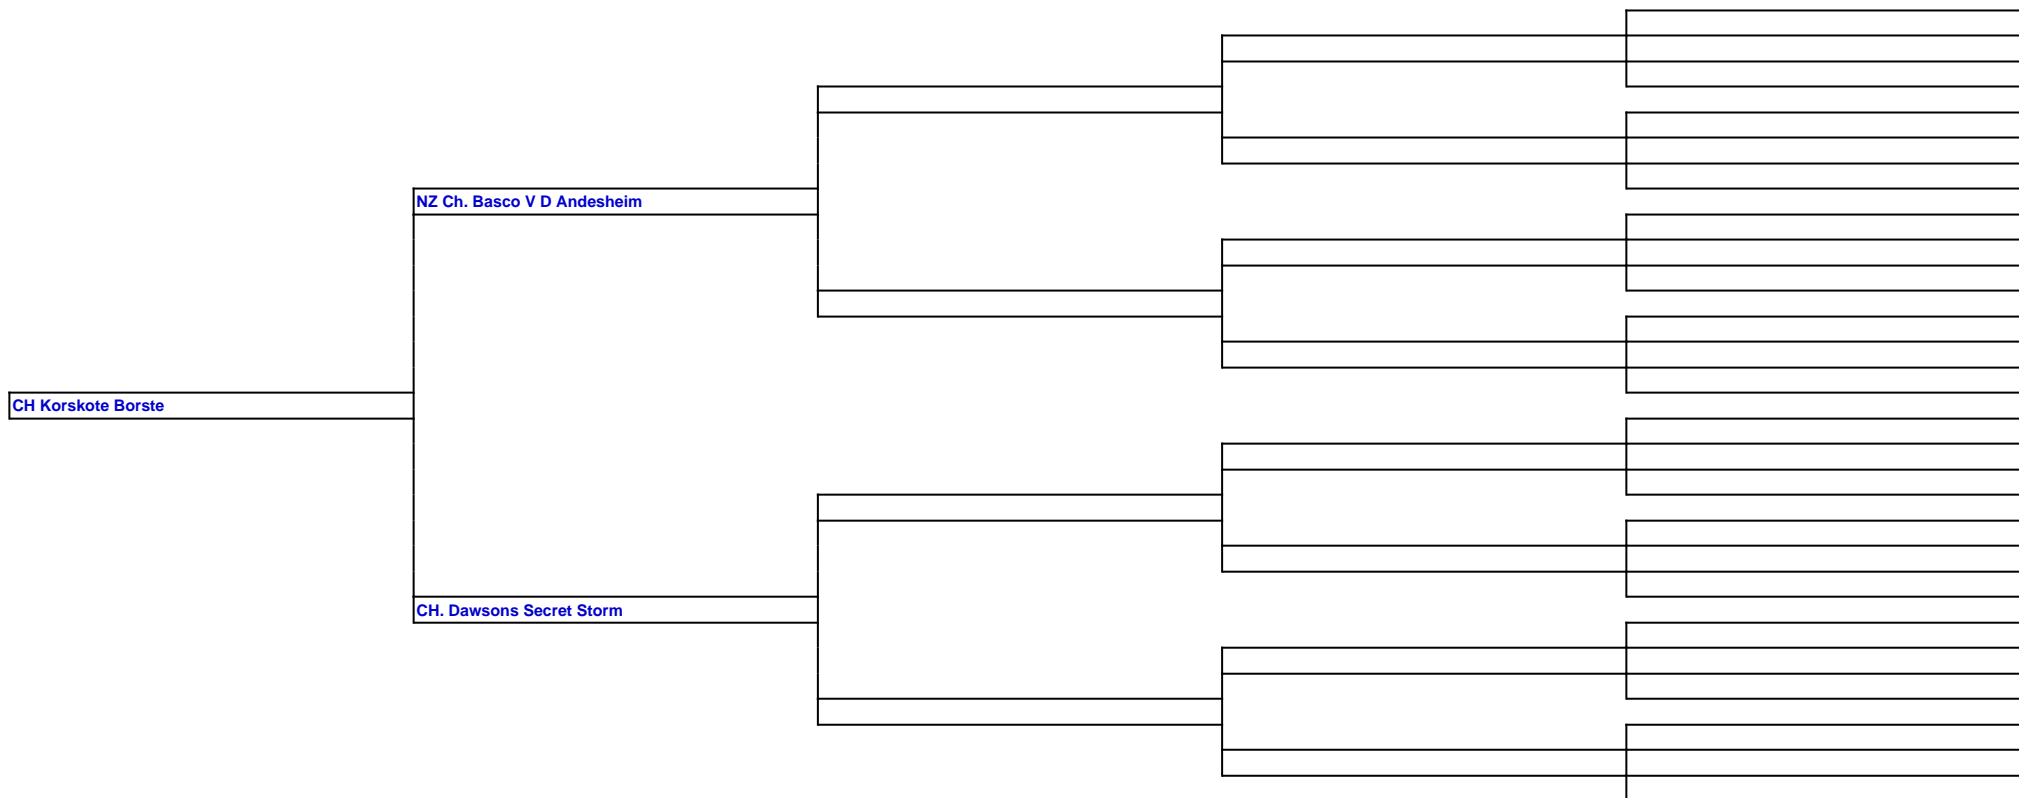 NZ Ch. Basco V D Andesheim
CH Korskote Borste
CH. Dawsons Secret Storm